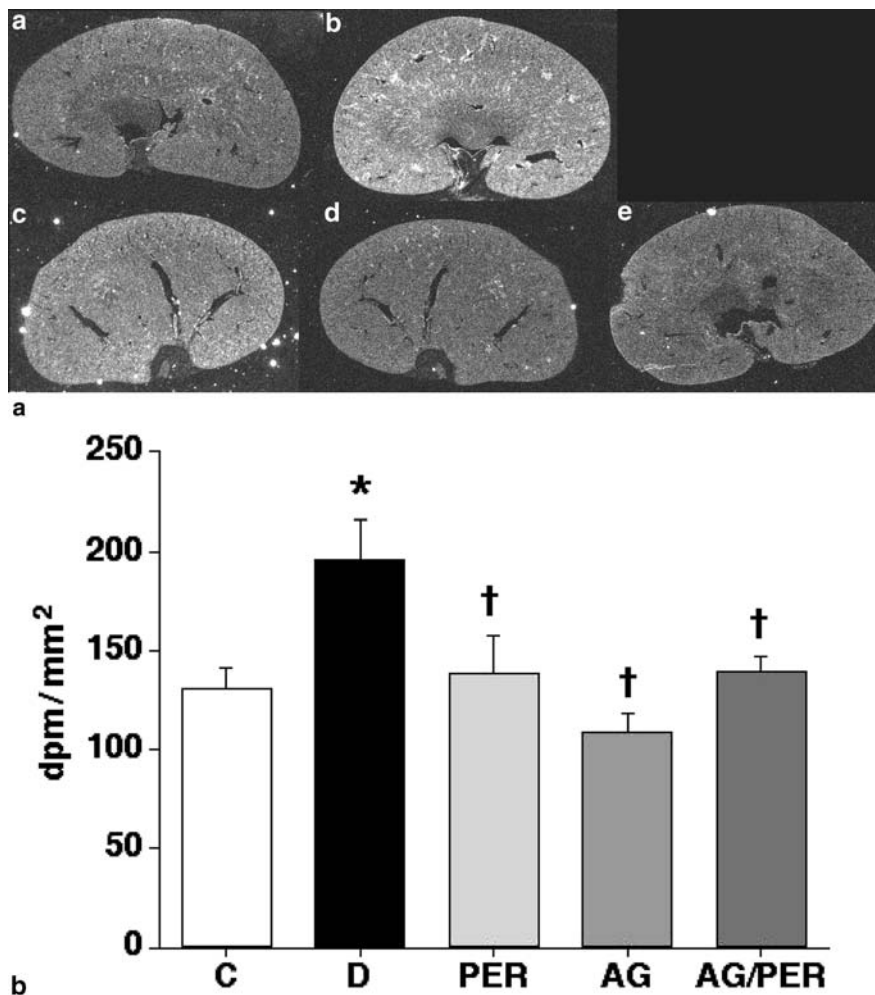 a b
c d e
a
250
200
150
100
50
0
dpm/mm²
*
†
†
†
C D PER AG AG/PER
b